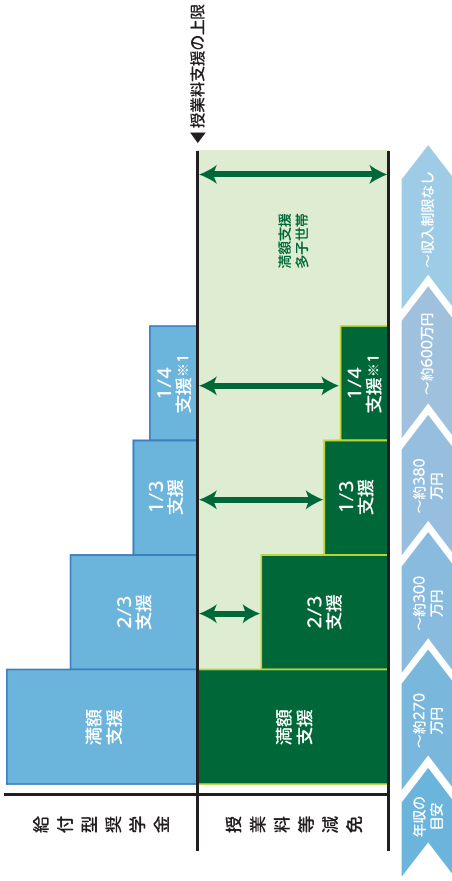 ▼授業料支援の上限
給付型奨学金
満額
支援
2/3
支援
1/3
支援
1/4
支援※1
授業料等減免
満額
支援
2/3
支援
1/3
支援
1/4
支援※1
満額支援
多子世帯
年収の
目安
～約270
万円
～約300
万円
～約380
万円
～約600万円
～収入制限なし